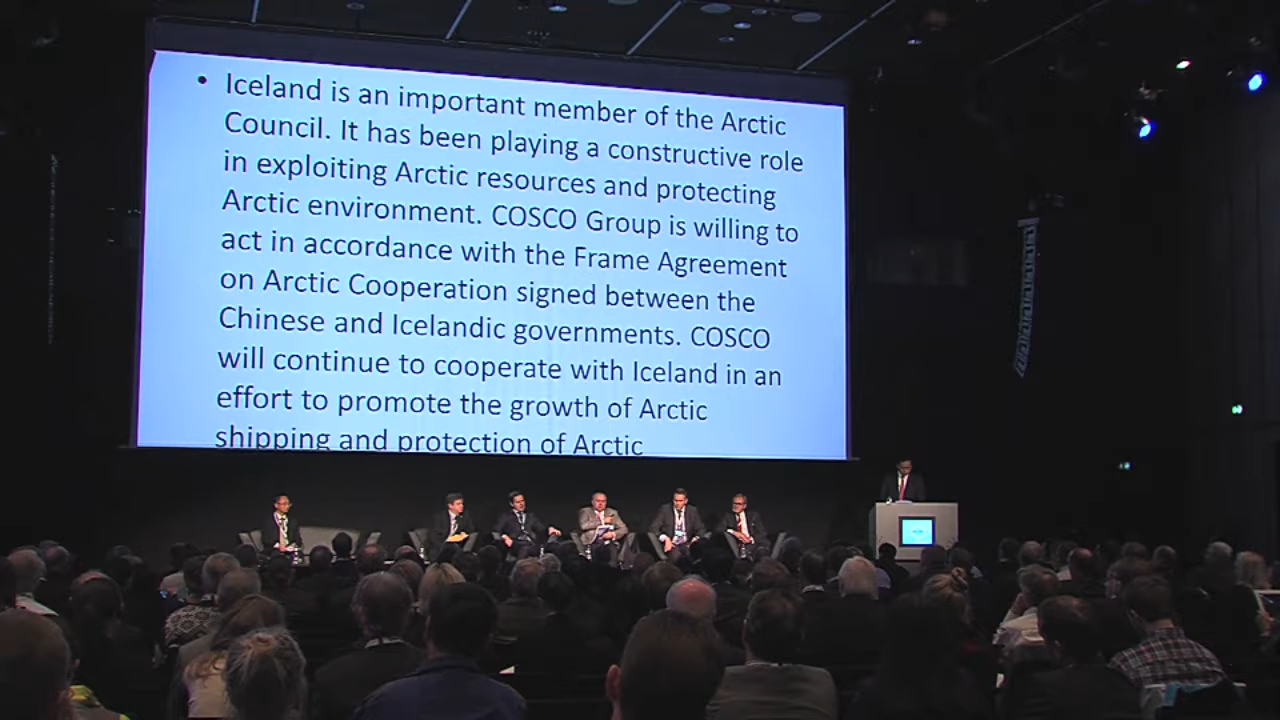 • Iceland is an important member of the Arctic
Council. It has been playing a constructive role
in exploiting Arctic resources and protecting
Arctic environment. COSCO Group is willing to
act in accordance with the Frame Agreement
on Arctic Cooperation signed between the
Chinese and Icelandic governments. COSCO
will continue to cooperate with Iceland in an
effort to promote the growth of Arctic
shipping and protection of Arctic